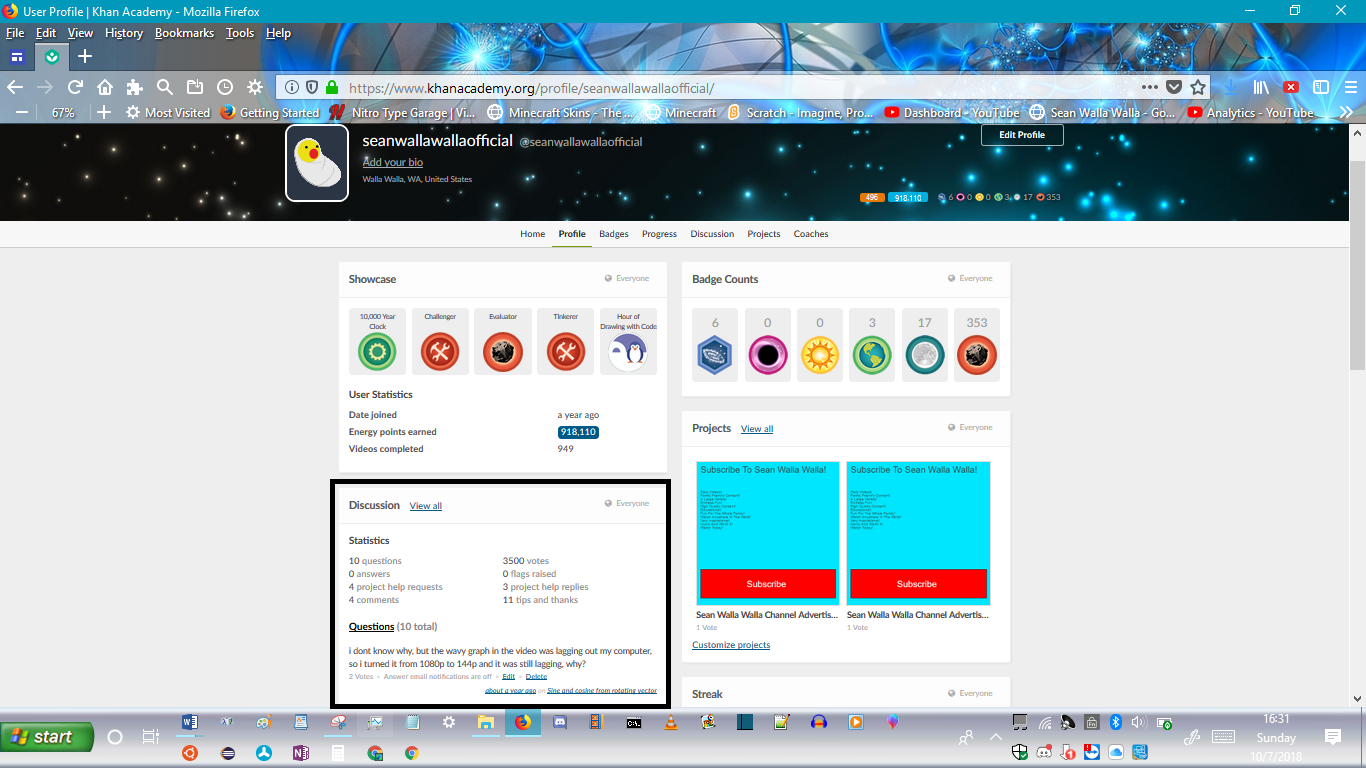 User Profile | Khan Academy - Mozilla Firefox
File Edit View History Bookmarks Tools Help
https://www.khanacademy.org/profile/seanwallawallaofficial/
67% Most Visited Getting Started Nitro Type Garage | Vi... Minecraft Skins - The ... Minecraft Scratch - Imagine, Pro... Dashboard - YouTube Sean Walla Walla - Go... Analytics - YouTube
seanwallawallaofficial @seanwallawallaofficial
Edit Profile
Add your bio
Walla Walla, WA, United States
496 918,110 6 0 0 3 17 353
Home Profile Badges Progress Discussion Projects Coaches
Showcase Everyone
10,000 Year
Clock
Challenger
Evaluator
Tinkerer
Hour of
Drawing with Code
User Statistics
Date joined a year ago
Energy points earned 918,110
Videos completed 949
Badge Counts Everyone
6 0 0 3 17 353
Discussion View all Everyone
Statistics
10 questions 3500 votes
0 answers 0 flags raised
4 project help requests 3 project help replies
4 comments 11 tips and thanks
Questions (10 total)
i dont know why, but the wavy graph in the video was lagging out my computer,
so i turned it from 1080p to 144p and it was still lagging, why?
2 Votes • Answer email notifications are off • Edit • Delete
about a year ago on Sine and cosine from rotating vector
Projects View all Everyone
Subscribe To Sean Walla Walla! Subscribe To Sean Walla Walla!
Subscribe Subscribe
Sean Walla Walla Channel Advertis... Sean Walla Walla Channel Advertis...
1 Vote 1 Vote
Customize projects
Streak Everyone
start
16:31
Sunday
10/7/2018